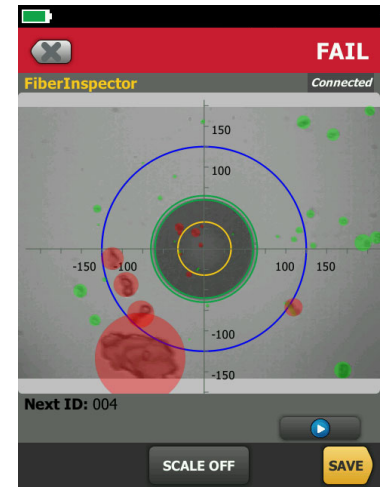 FAIL
FiberInspector Connected
150
100
-150 -100 100 150
-100
-150
Next ID: 004
SCALE OFF SAVE